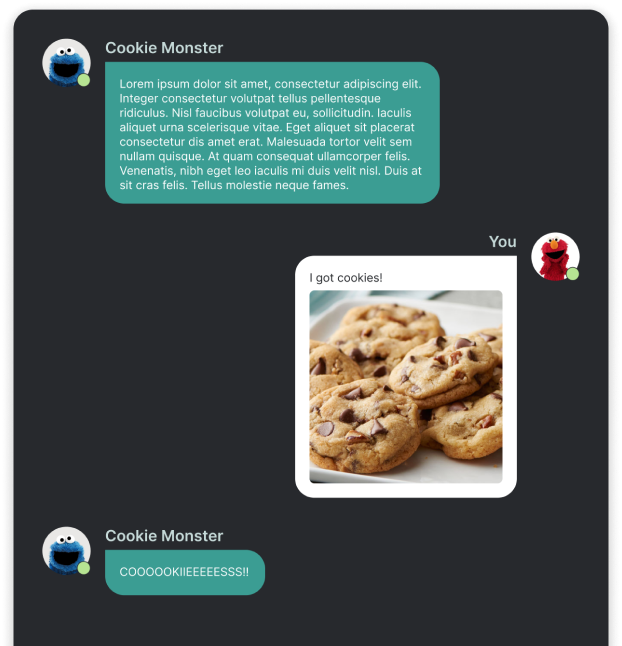 Cookie Monster
Lorem ipsum dolor sit amet, consectetur adipiscing elit.
Integer consectetur volutpat tellus pellentesque
ridiculus. Nisl faucibus volutpat eu, sollicitudin. Iaculis
aliquet urna scelerisque vitae. Eget aliquet sit placerat
consectetur dis amet erat. Malesuada tortor velit sem
nullam quisque. At quam consequat ullamcorper felis.
Venenatis, nibh eget leo iaculis mi duis velit nisl. Duis at
sit cras felis. Tellus molestie neque fames.
You
I got cookies!
Cookie Monster
COOOOOKIIEEEEESSS!!